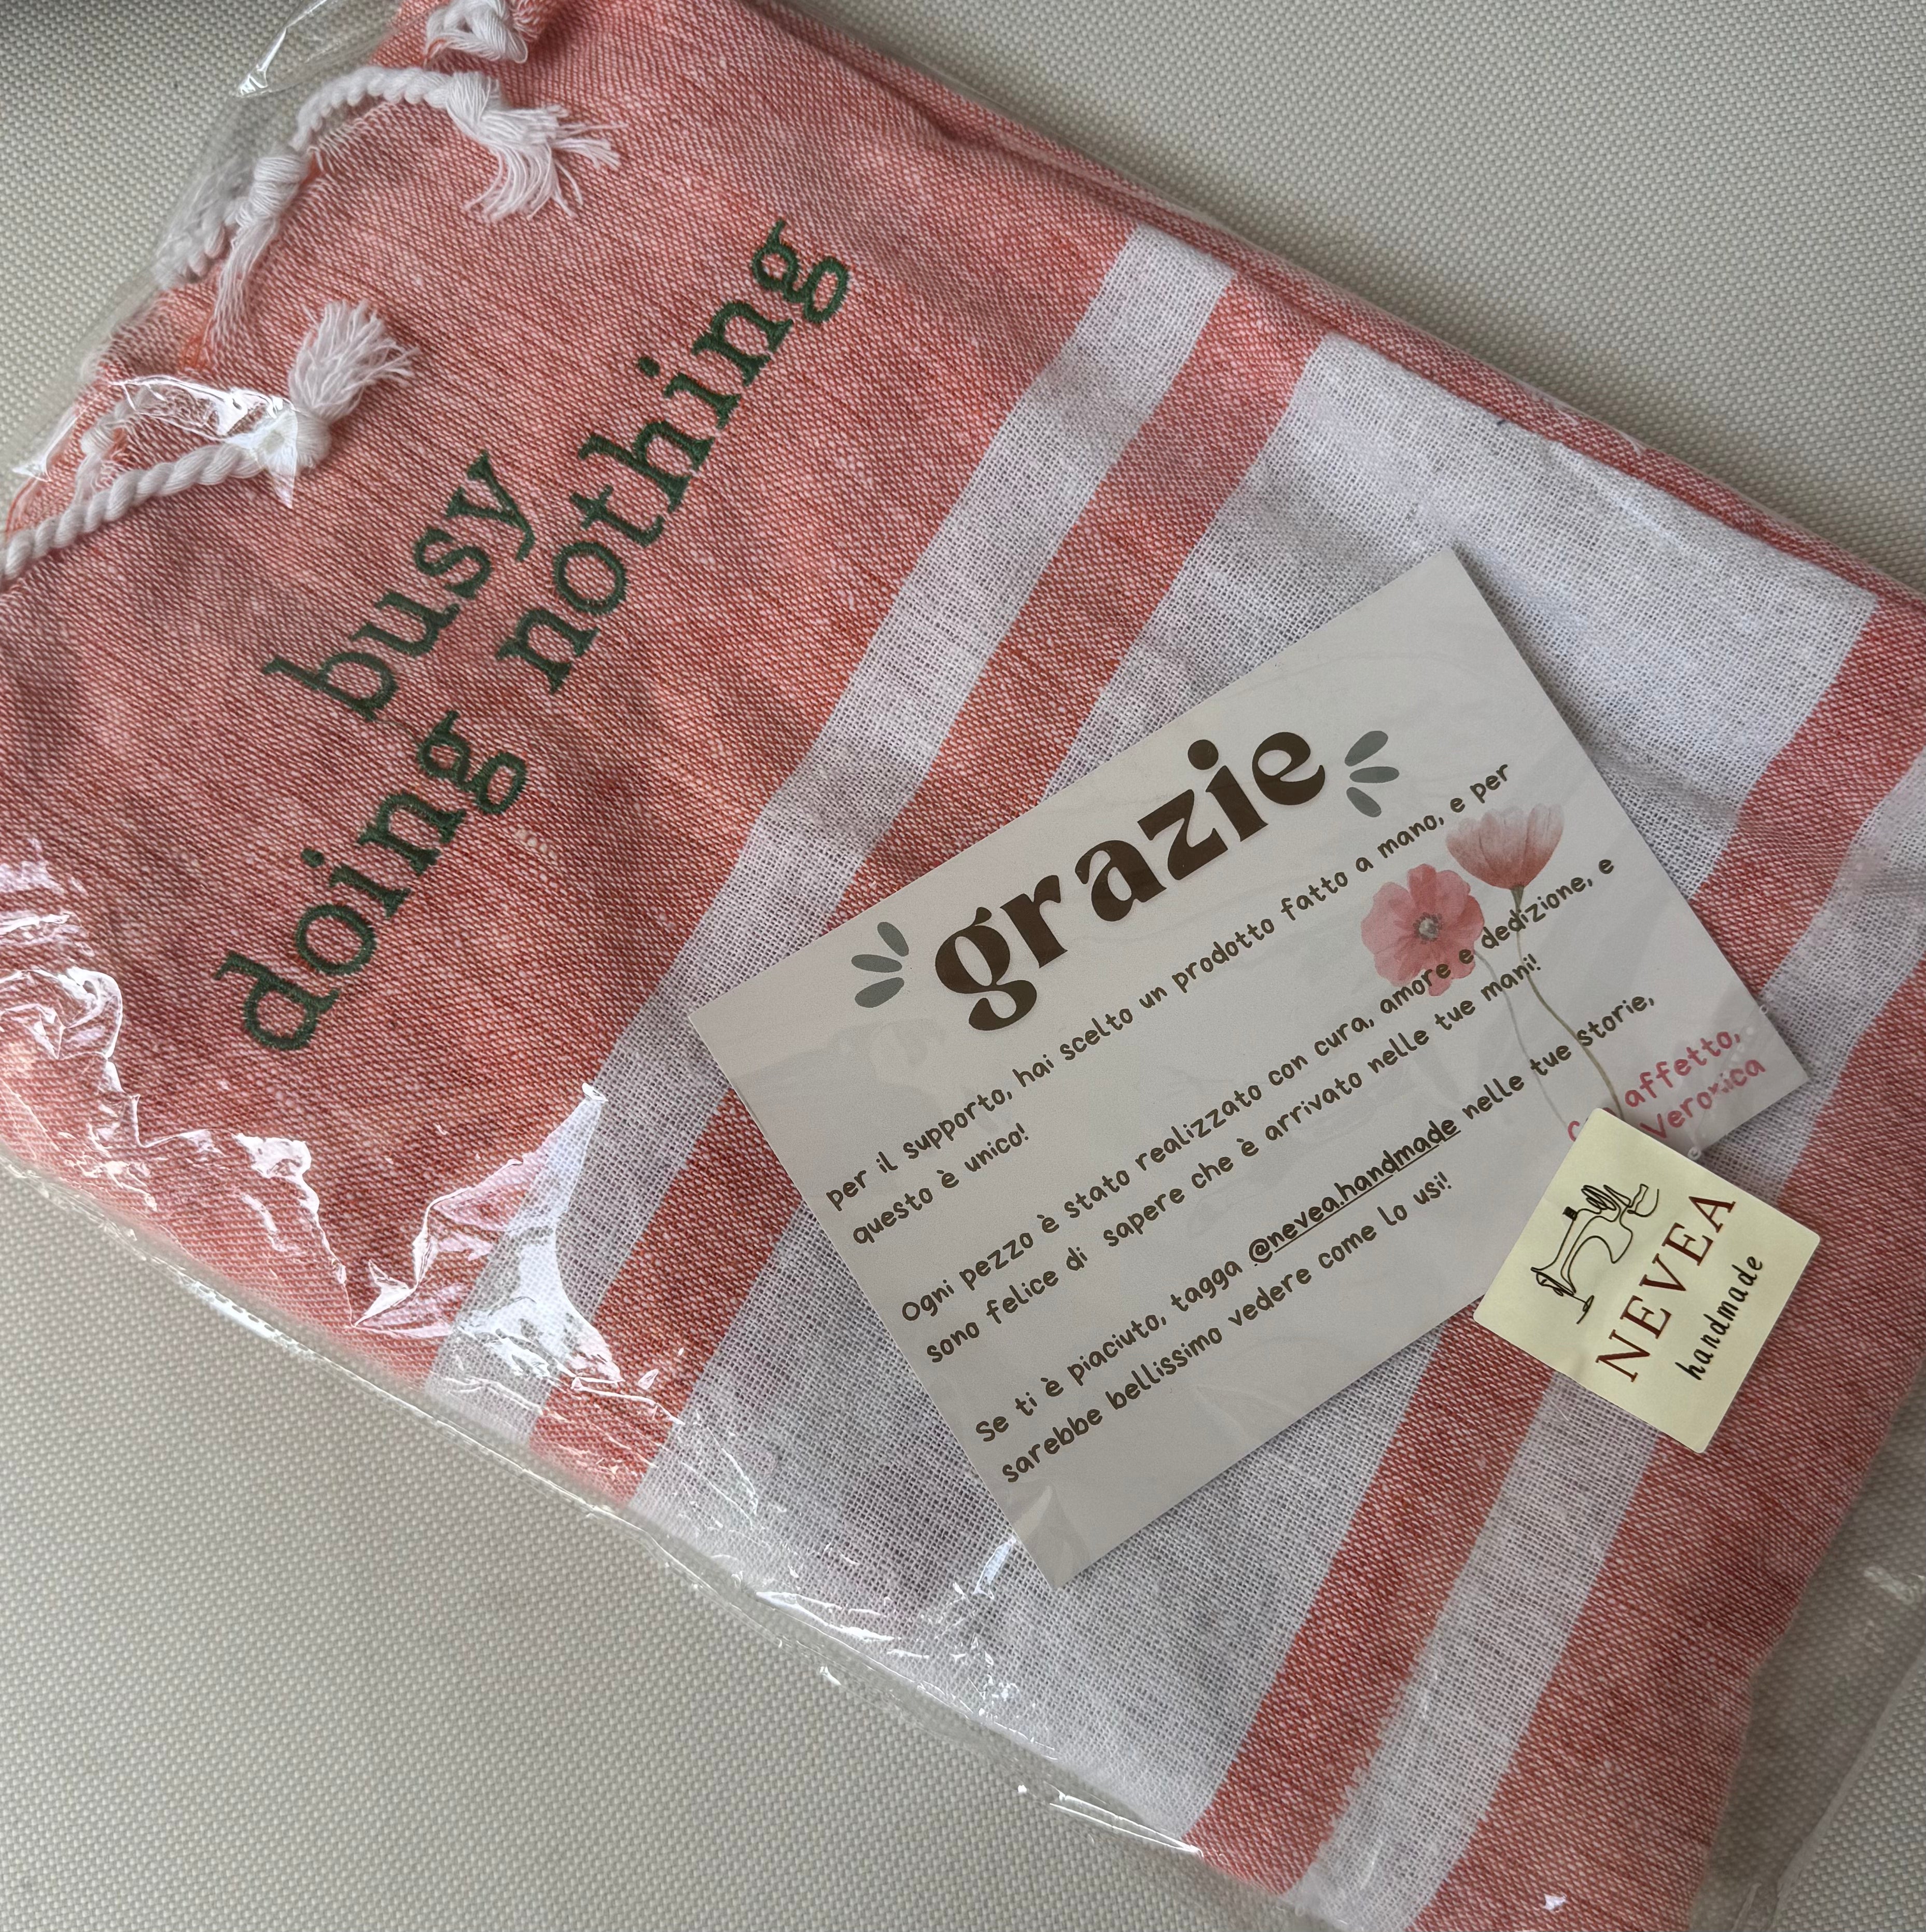 busy
doing nothing
grazie
per il supporto, hai scelto un prodotto fatto a mano, e per
questo è unico!
Ogni pezzo è stato realizzato con cura, amore e dedizione, e
sono felice di sapere che è arrivato nelle tue mani!
Se ti è piaciuto, tagga @nevea.handmade nelle tue storie,
sarebbe bellissimo vedere come lo usi!
affetto,
Veronica
NEVEA
handmade